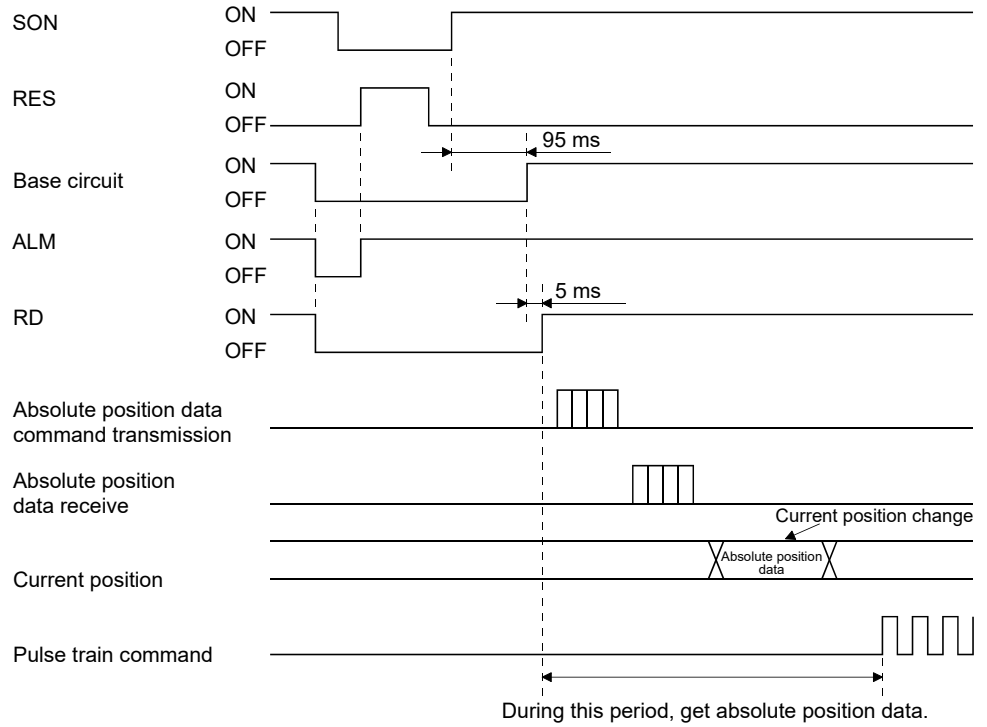 SON
ON
OFF
RES
ON
OFF
95 ms
Base circuit
ON
OFF
ALM
ON
OFF
5 ms
RD
ON
OFF
Absolute position data
command transmission
Absolute position
data receive
Current position change
Current position
Absolute position
data
Pulse train command
During this period, get absolute position data.